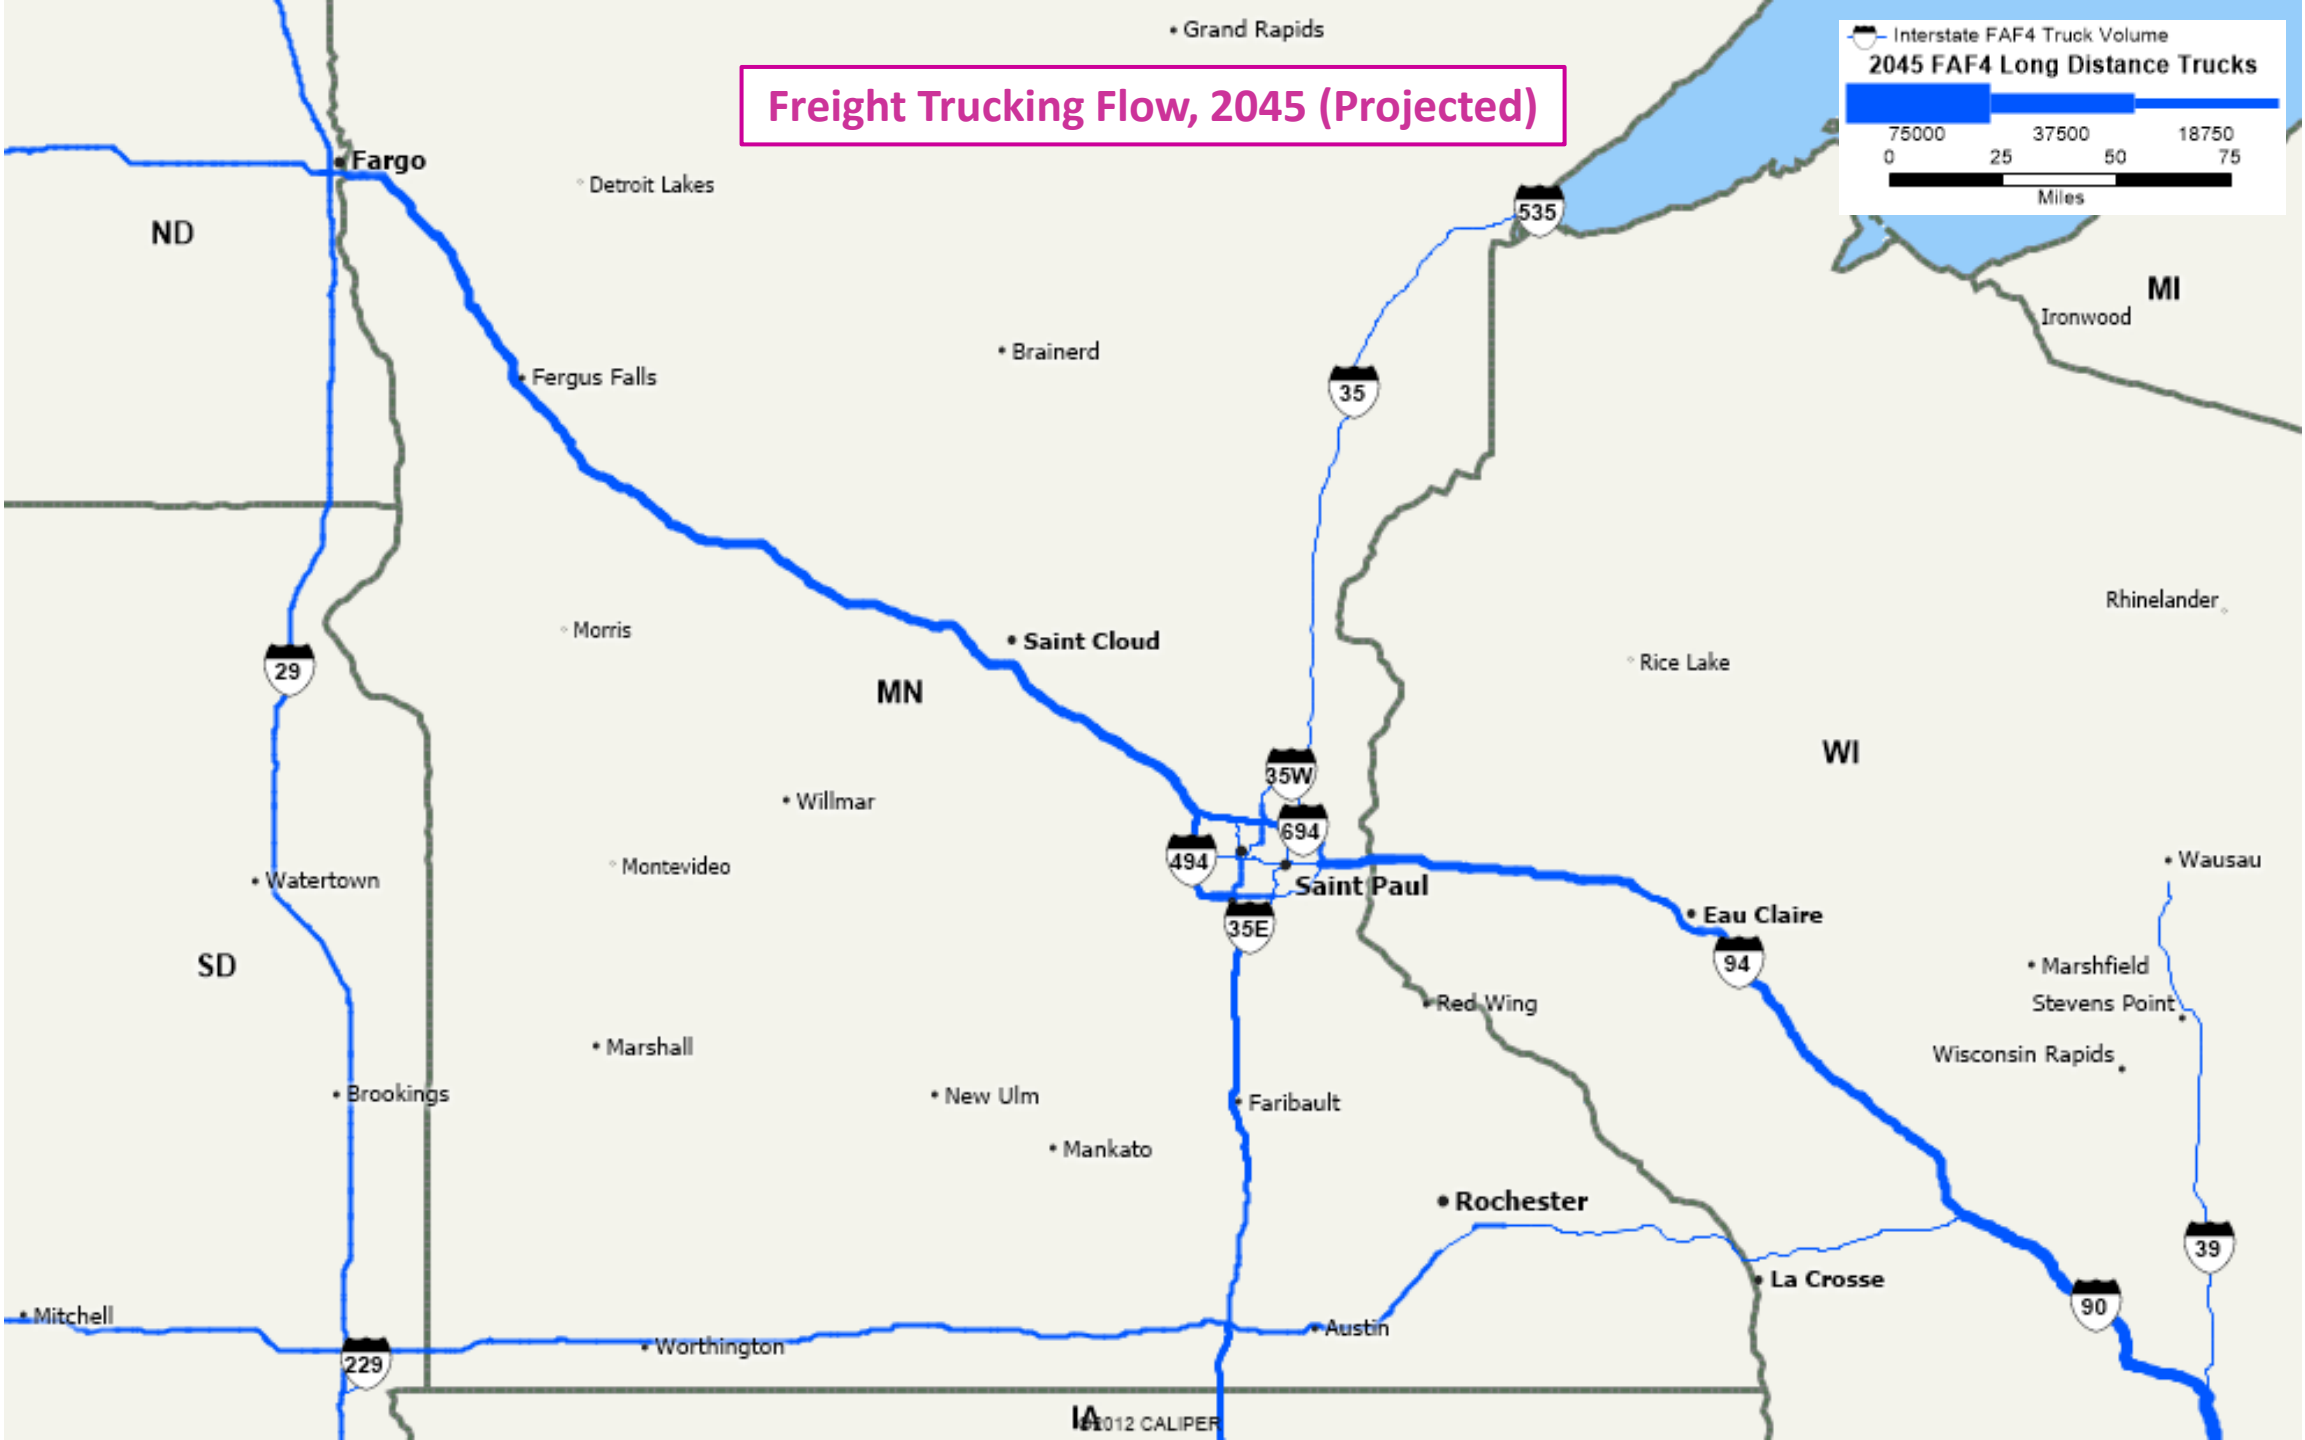 Grand Rapids
Interstate FAF4 Truck Volume
2045 FAF4 Long Distance Trucks
75000 37500 18750
0 25 50 75
Miles
Freight Trucking Flow, 2045 (Projected)
Fargo
Detroit Lakes
535
ND
MI
Ironwood
Brainerd
Fergus Falls
35
Rhinelander
Morris
Saint Cloud
29
Rice Lake
MN
WI
35W
Willmar
694
494
Wausau
Montevideo
Watertown
Saint Paul
Eau Claire
35E
SD
94
Marshfield
Red Wing
Stevens Point
Marshall
Wisconsin Rapids
Brookings
New Ulm
Faribault
Mankato
Rochester
39
La Crosse
90
Mitchell
Austin
Worthington
229
IA
©2012 CALIPER